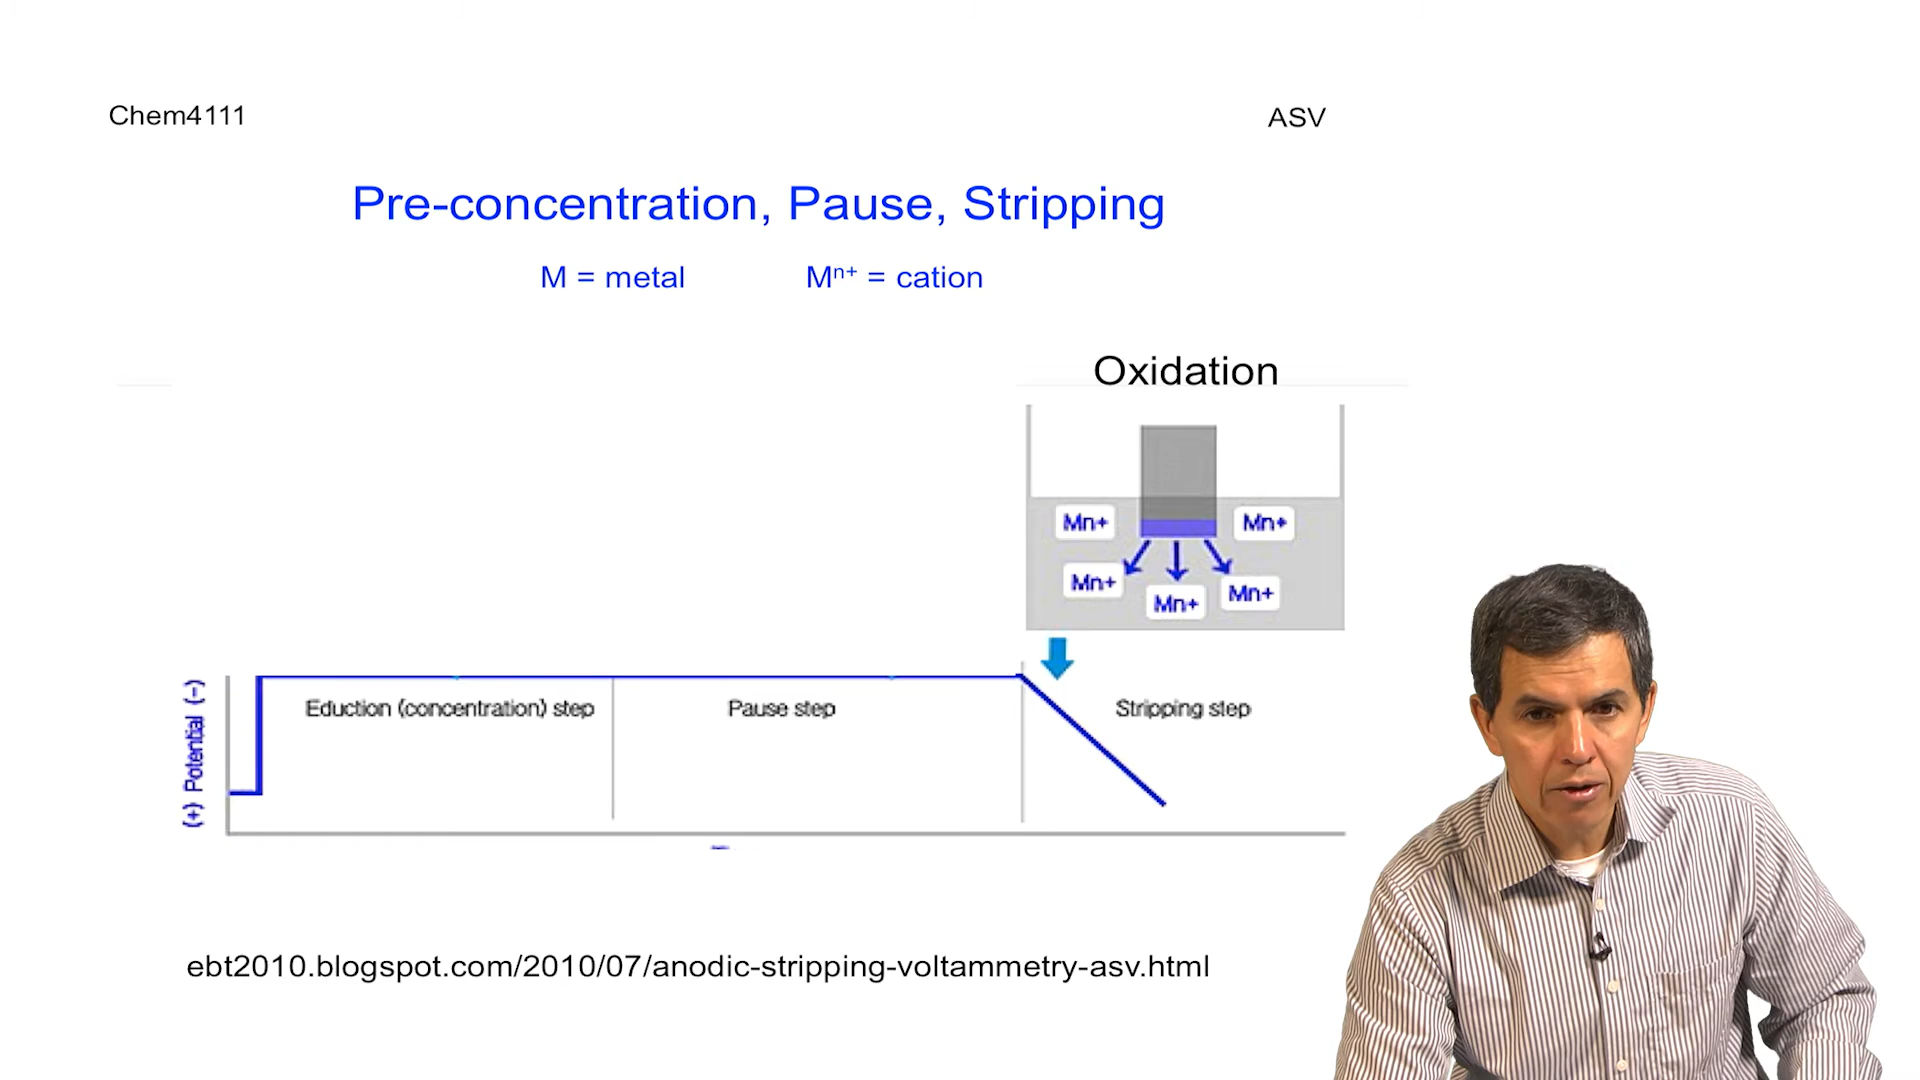 Chem4111
ASV
Pre-concentration, Pause, Stripping
M = metal Mⁿ⁺ = cation
Oxidation
Mn+ Mn+
Mn+ Mn+ Mn+
(+) Potential (−)
Eduction (concentration) step
Pause step
Stripping step
ebt2010.blogspot.com/2010/07/anodic-stripping-voltammetry-asv.html